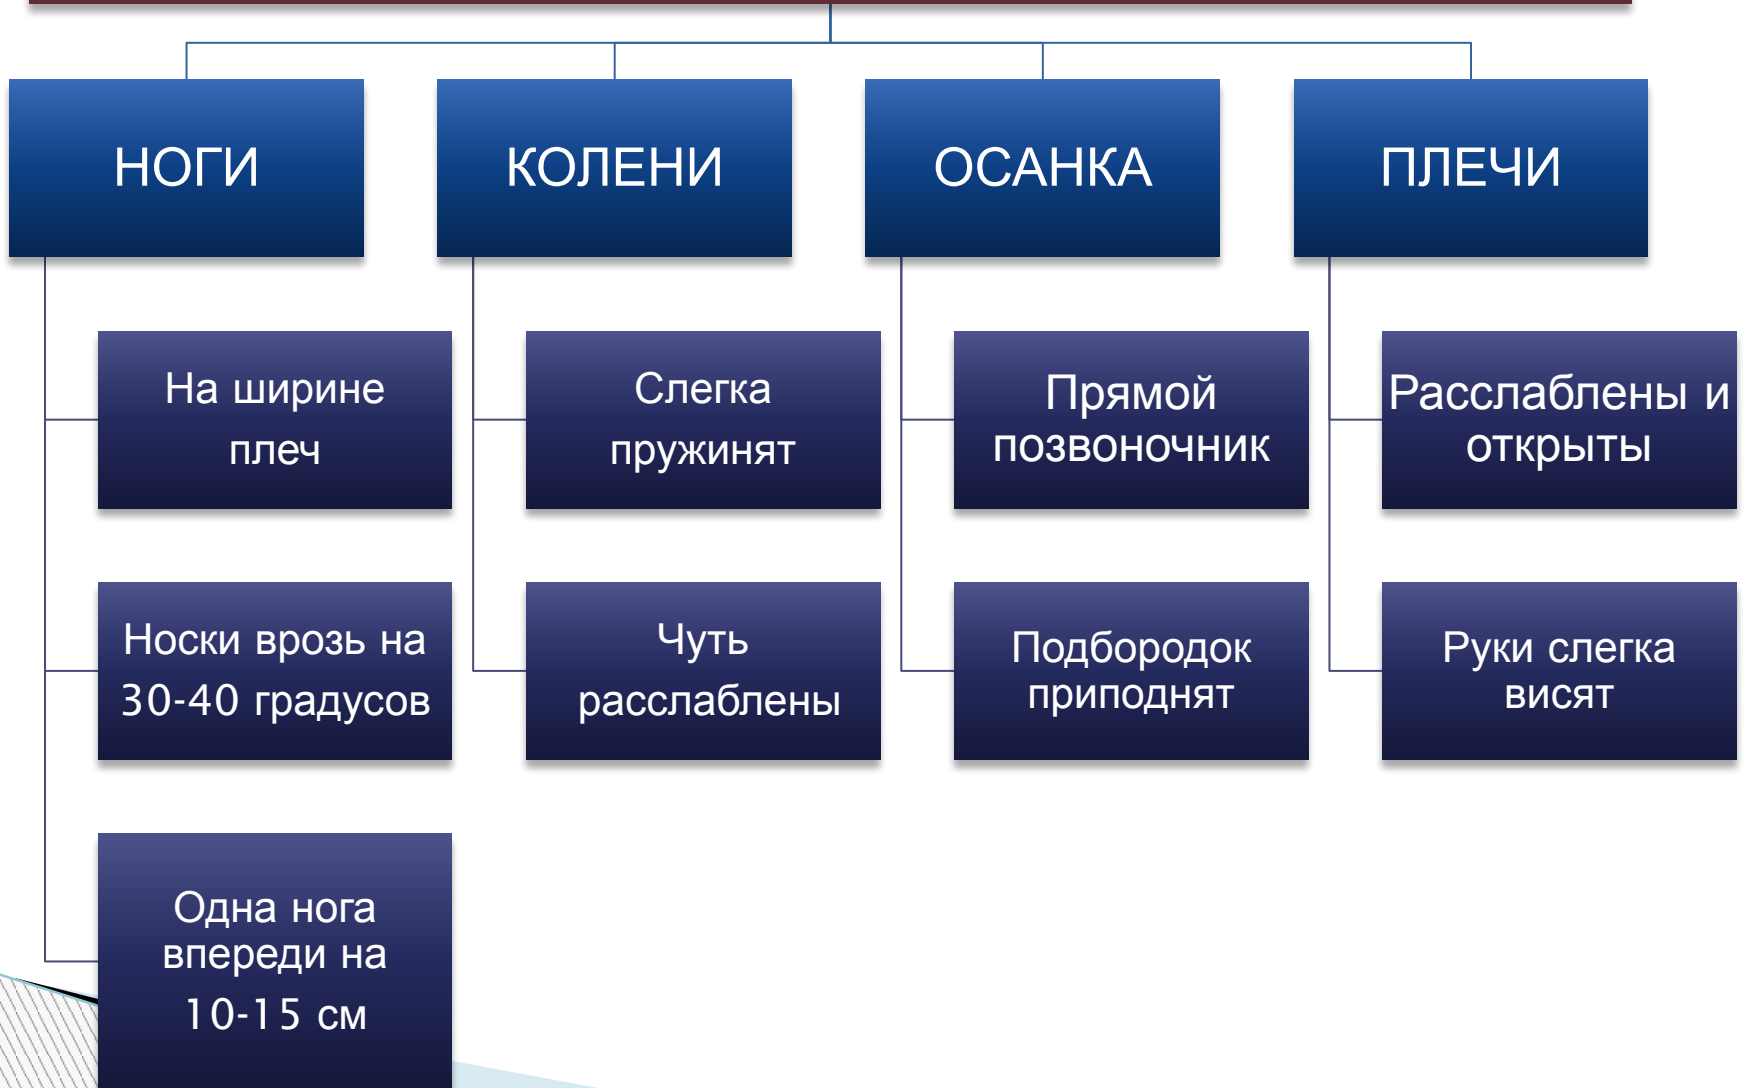 НОГИ
На ширине
плеч
Носки врозь на
30-40 градусов
Одна нога
впереди на
10-15 см
КОЛЕНИ
Слегка
пружинят
Чуть
расслаблены
ОСАНКА
Прямой
позвоночник
Подбородок
приподнят
ПЛЕЧИ
Расслаблены и
открыты
Руки слегка
висят